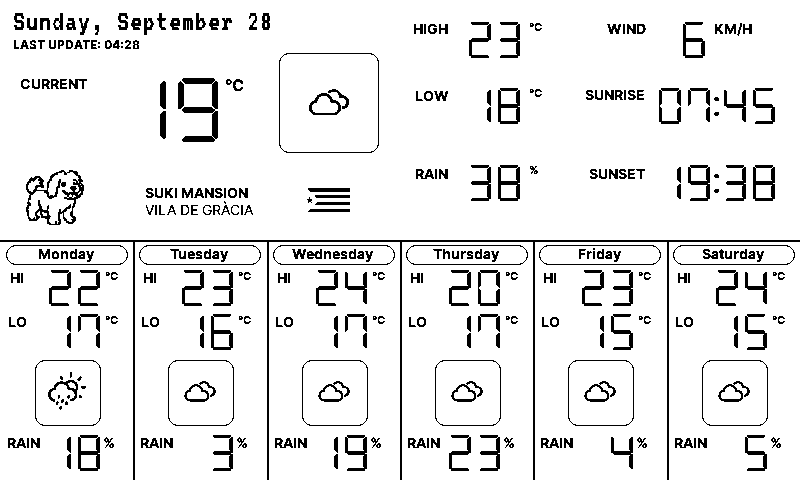 Sunday, September 28
LAST UPDATE: 04:28
CURRENT 19 °C
HIGH 23 °C
WIND 6 KM/H
LOW 18 °C
SUNRISE 07:45
RAIN 38 %
SUNSET 19:38
SUKI MANSION
VILA DE GRÀCIA
Monday
HI 22 °C
LO 17 °C
RAIN 18 %
Tuesday
HI 23 °C
LO 16 °C
RAIN 3 %
Wednesday
HI 24 °C
LO 17 °C
RAIN 19 %
Thursday
HI 20 °C
LO 17 °C
RAIN 23 %
Friday
HI 23 °C
LO 15 °C
RAIN 4 %
Saturday
HI 24 °C
LO 15 °C
RAIN 5 %